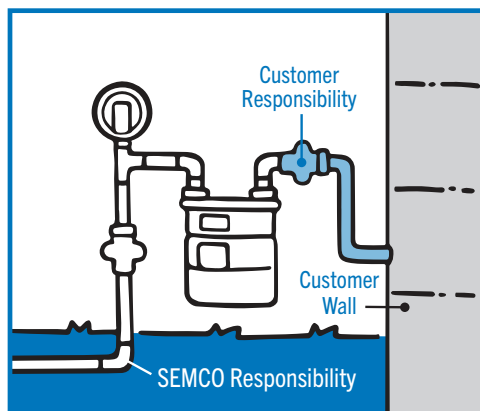 Customer
Responsibility
Customer
Wall
SEMCO Responsibility